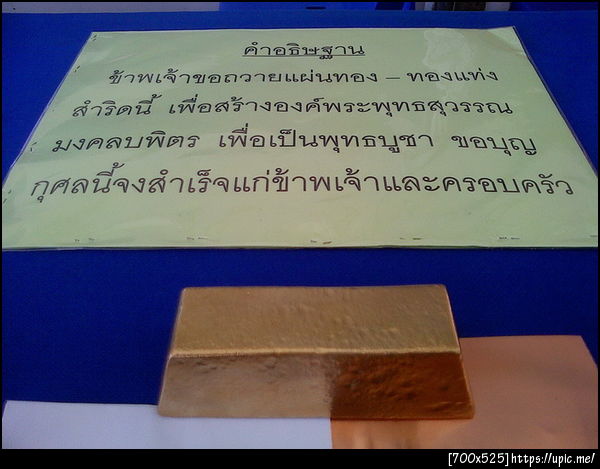 คำอธิษฐาน
ข้าพเจ้าขอถวายแผ่นทอง – ทองแท่ง
สำริดนี้ เพื่อสร้างองค์พระพุทธสุวรรณ
มงคลบพิตร เพื่อเป็นพุทธบูชา ขอบุญ
กุศลนี้จงสำเร็จแก่ข้าพเจ้าและครอบครัว
[700x525]https://upic.me/